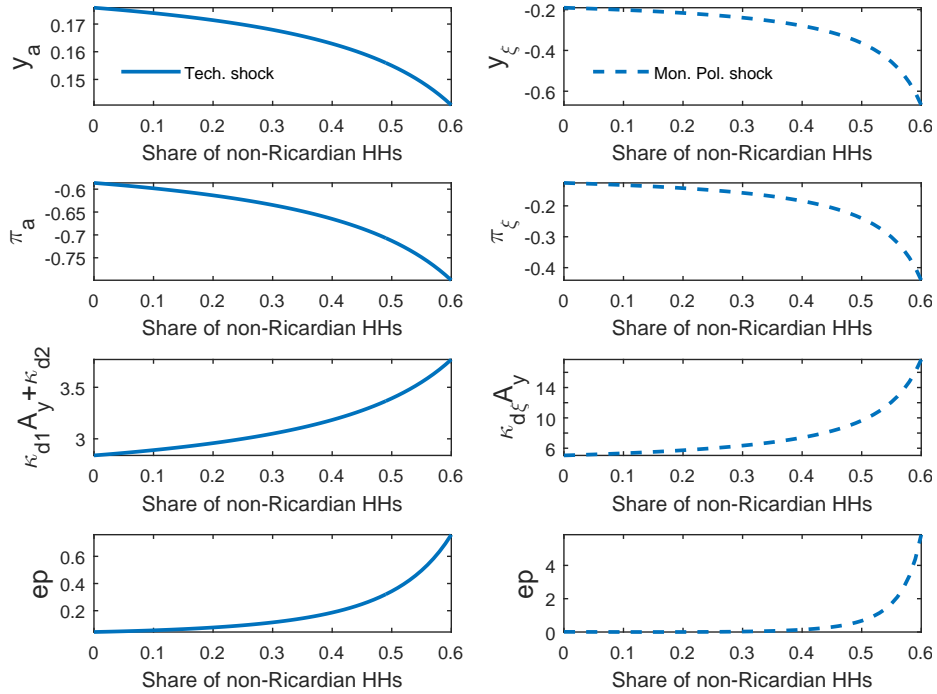 0.17
0.16
0.15
y_a
Tech. shock
0 0.1 0.2 0.3 0.4 0.5 0.6
Share of non-Ricardian HHs
-0.2
-0.4
-0.6
y_ξ
Mon. Pol. shock
0 0.1 0.2 0.3 0.4 0.5 0.6
Share of non-Ricardian HHs
-0.6
-0.65
-0.7
-0.75
π_a
0 0.1 0.2 0.3 0.4 0.5 0.6
Share of non-Ricardian HHs
-0.2
-0.3
-0.4
π_ξ
0 0.1 0.2 0.3 0.4 0.5 0.6
Share of non-Ricardian HHs
3.5
3
κ_d1 A_y+κ_d2
0 0.1 0.2 0.3 0.4 0.5 0.6
Share of non-Ricardian HHs
14
10
6
κ_dξ A_y
0 0.1 0.2 0.3 0.4 0.5 0.6
Share of non-Ricardian HHs
0.6
0.4
0.2
ep
0 0.1 0.2 0.3 0.4 0.5 0.6
Share of non-Ricardian HHs
4
2
0
ep
0 0.1 0.2 0.3 0.4 0.5 0.6
Share of non-Ricardian HHs